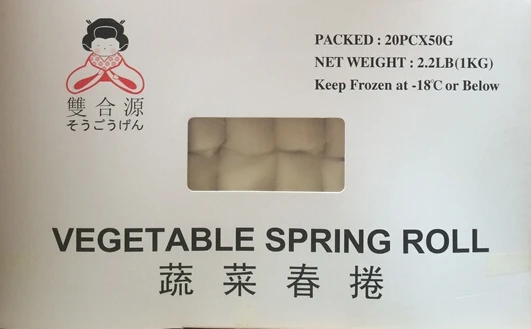 雙合源
そうごうげん
PACKED : 20PCX50G
NET WEIGHT : 2.2LB(1KG)
Keep Frozen at -18℃ or Below
VEGETABLE SPRING ROLL
蔬菜春捲